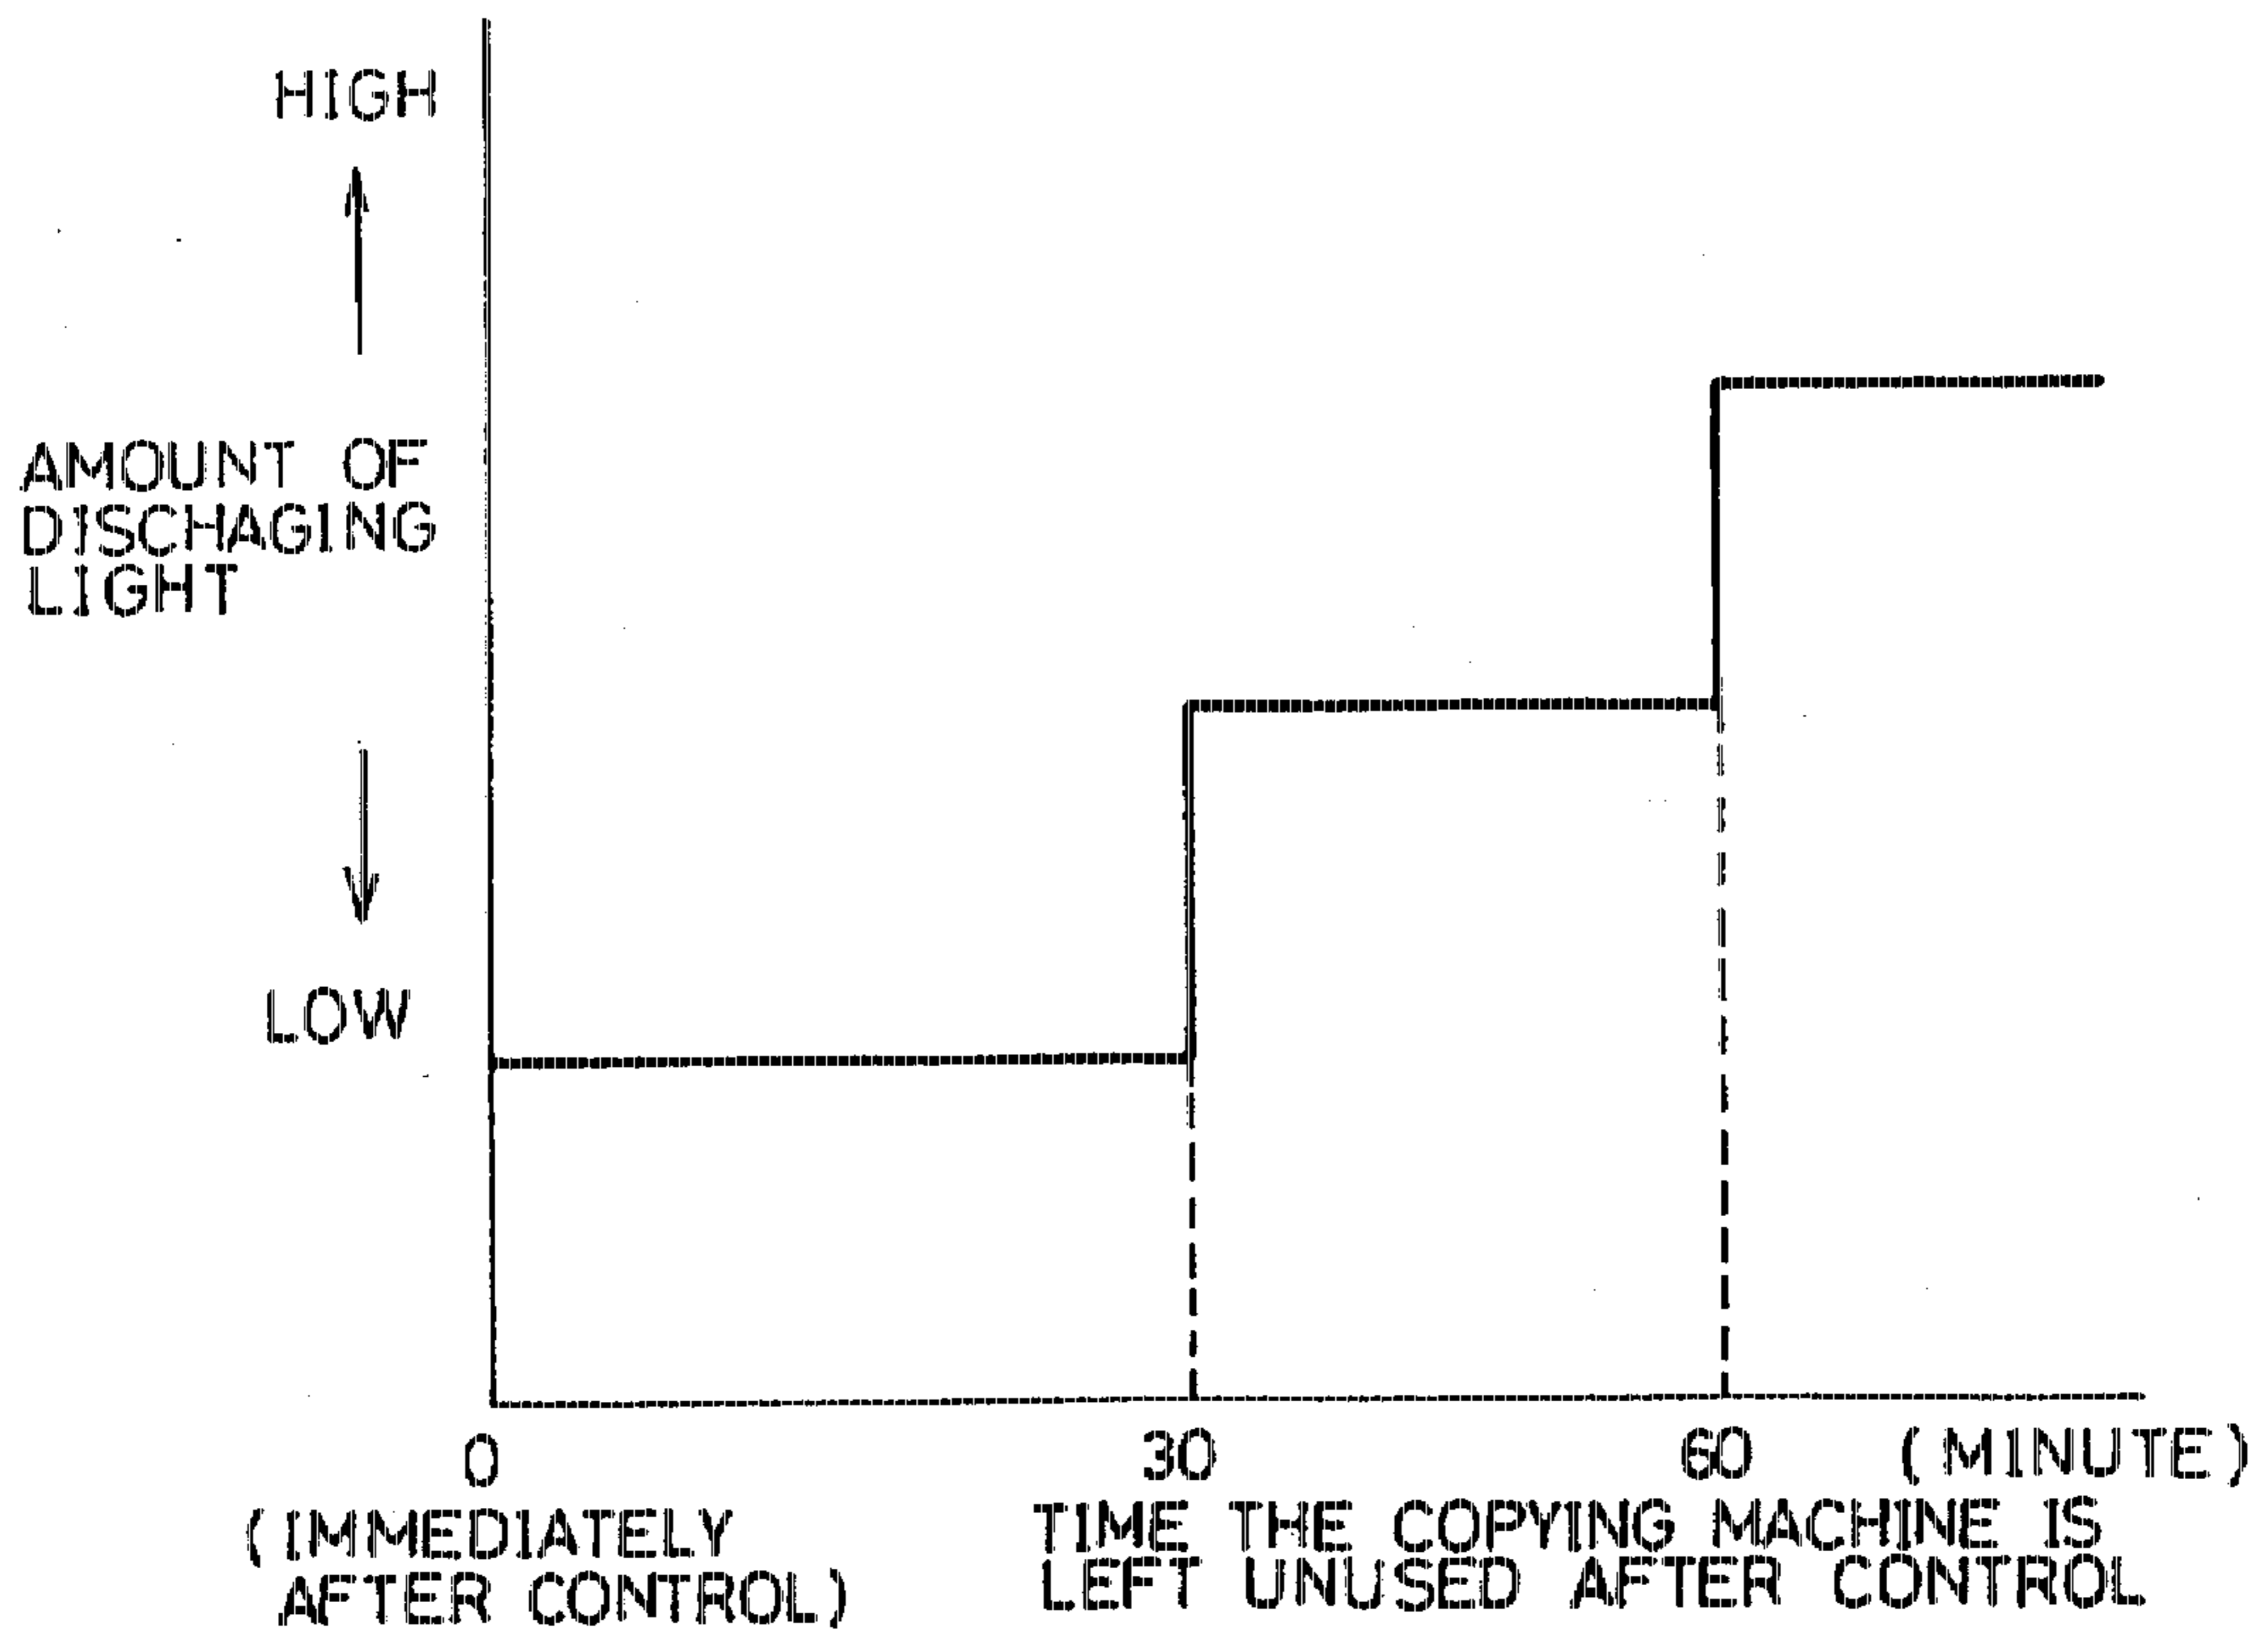 HIGH
AMOUNT OF
DISCHAGING
LIGHT
LOW
0 30 60 (MINUTE)
(IMMEDIATELY
AFTER CONTROL)
TIME THE COPYING MACHINE IS
LEFT UNUSED AFTER CONTROL